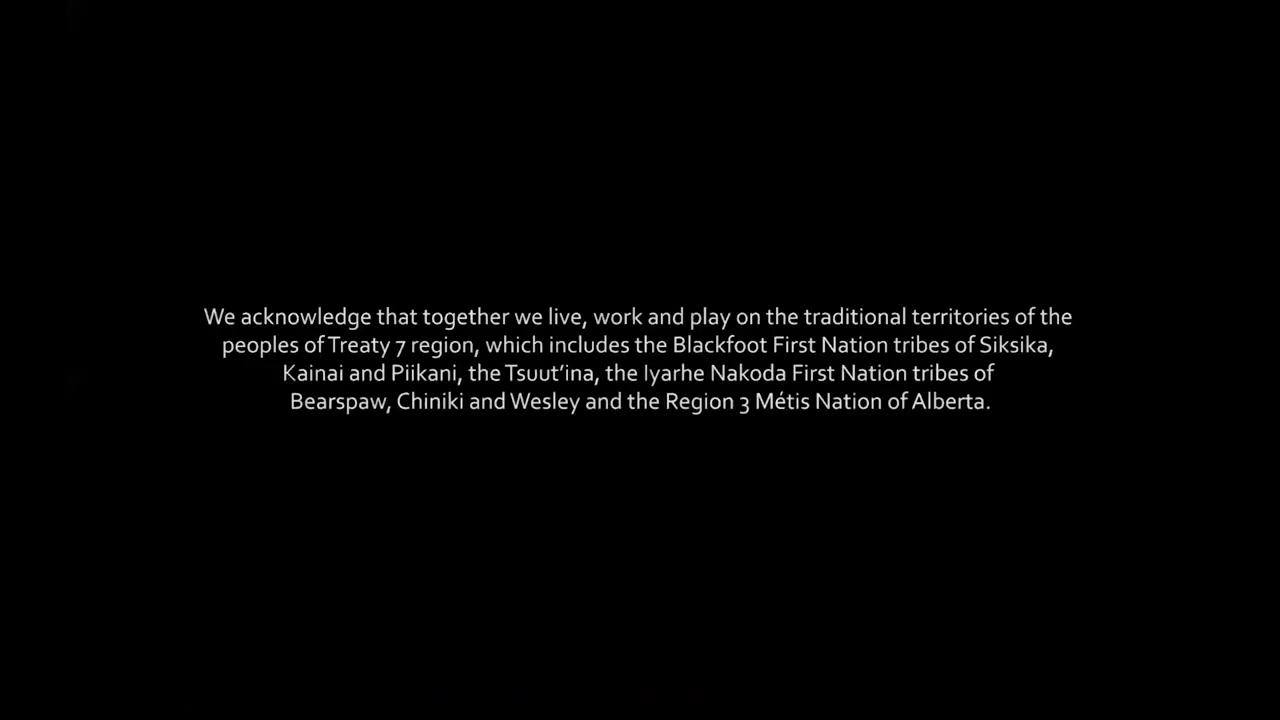 We acknowledge that together we live, work and play on the traditional territories of the
peoples of Treaty 7 region, which includes the Blackfoot First Nation tribes of Siksika,
Kainai and Piikani, the Tsuut’ina, the Iyarhe Nakoda First Nation tribes of
Bearspaw, Chiniki and Wesley and the Region 3 Métis Nation of Alberta.